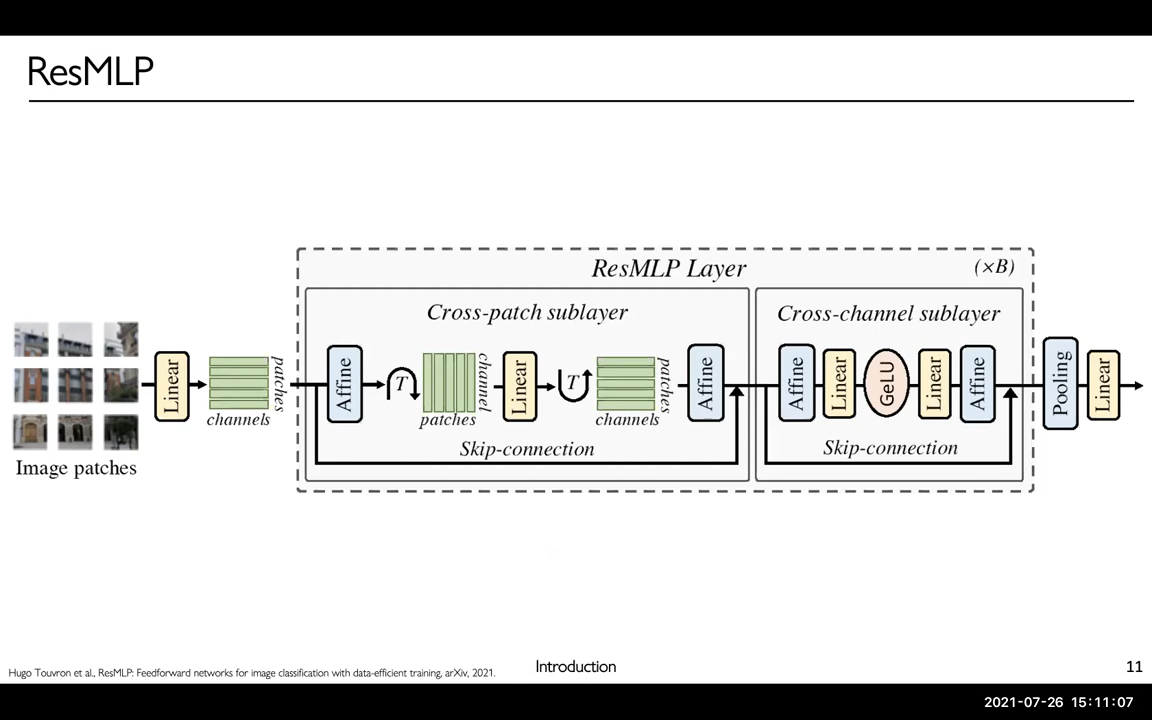 ResMLP
ResMLP Layer
(×B)
Cross-patch sublayer
Cross-channel sublayer
Linear
patches
channels
Affine
T
channel
patches
Linear
T
patches
channels
Affine
Skip-connection
Affine
Linear
GeLU
Linear
Affine
Skip-connection
Pooling
Linear
Image patches
Hugo Touvron et al., ResMLP: Feedforward networks for image classification with data-efficient training, arXiv, 2021.
Introduction
11
2021-07-26 15:11:07